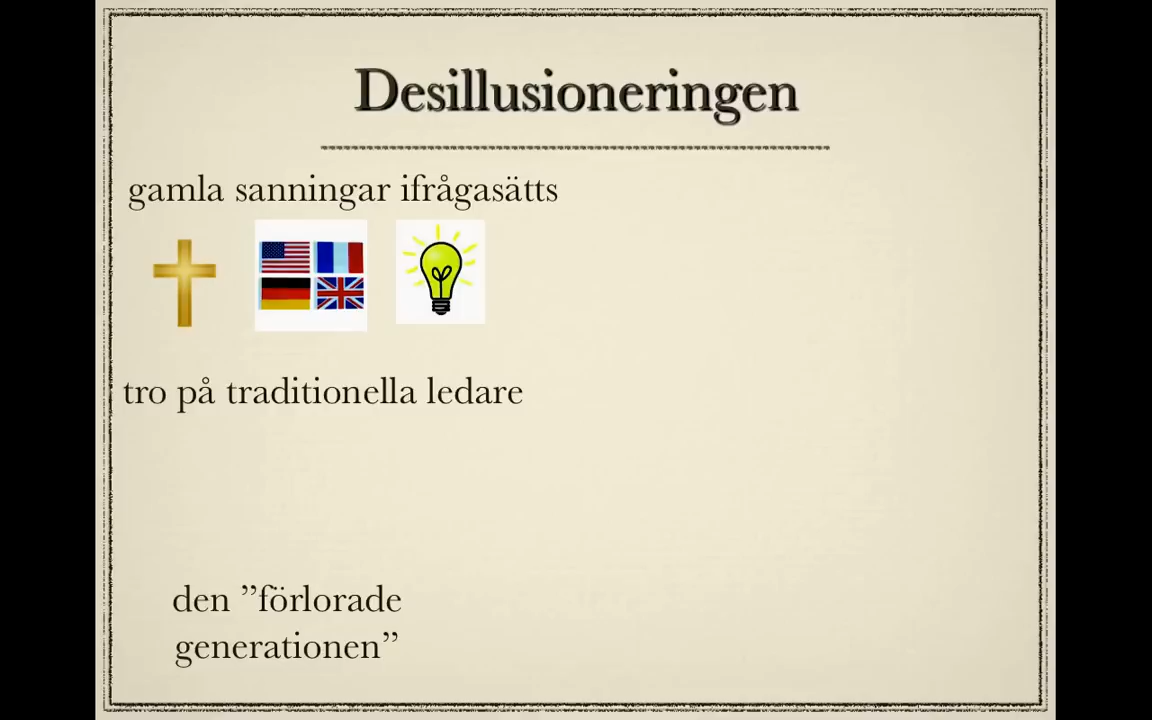 Desillusioneringen
gamla sanningar ifrågasätts
tro på traditionella ledare
den ”förlorade
generationen”